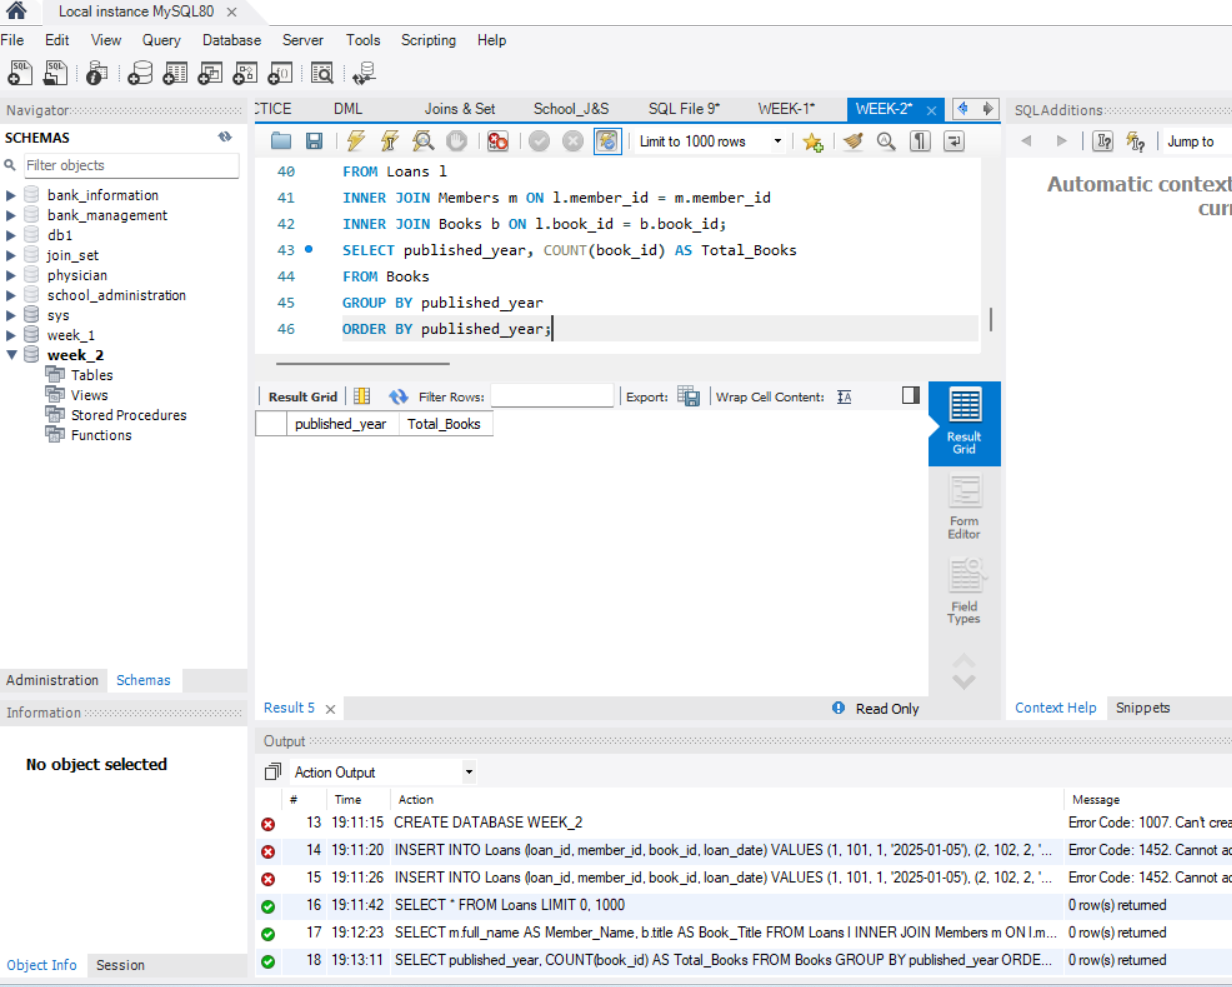 Local instance MySQL80
File Edit View Query Database Server Tools Scripting Help
Navigator
SCHEMAS
Filter objects
bank_information
bank_management
db1
join_set
physician
school_administration
sys
week_1
week_2
Tables
Views
Stored Procedures
Functions
Administration Schemas
Information
No object selected
Object Info Session
CTICE DML Joins & Set School_J&S SQL File 9* WEEK-1* WEEK-2*
Limit to 1000 rows
40 FROM Loans l
41 INNER JOIN Members m ON l.member_id = m.member_id
42 INNER JOIN Books b ON l.book_id = b.book_id;
43 SELECT published_year, COUNT(book_id) AS Total_Books
44 FROM Books
45 GROUP BY published_year
46 ORDER BY published_year;
Result Grid Filter Rows: Export: Wrap Cell Content:
published_year Total_Books
Result
Grid
Form
Editor
Field
Types
Result 5 Read Only
SQLAdditions
Jump to
Automatic context
curr
Context Help Snippets
Output
Action Output
# Time Action Message
13 19:11:15 CREATE DATABASE WEEK_2 Error Code: 1007. Can't crea
14 19:11:20 INSERT INTO Loans (loan_id, member_id, book_id, loan_date) VALUES (1, 101, 1, '2025-01-05'), (2, 102, 2, '... Error Code: 1452. Cannot ad
15 19:11:26 INSERT INTO Loans (loan_id, member_id, book_id, loan_date) VALUES (1, 101, 1, '2025-01-05'), (2, 102, 2, '... Error Code: 1452. Cannot ad
16 19:11:42 SELECT * FROM Loans LIMIT 0, 1000 0 row(s) returned
17 19:12:23 SELECT m.full_name AS Member_Name, b.title AS Book_Title FROM Loans l INNER JOIN Members m ON l.m... 0 row(s) returned
18 19:13:11 SELECT published_year, COUNT(book_id) AS Total_Books FROM Books GROUP BY published_year ORDE... 0 row(s) returned